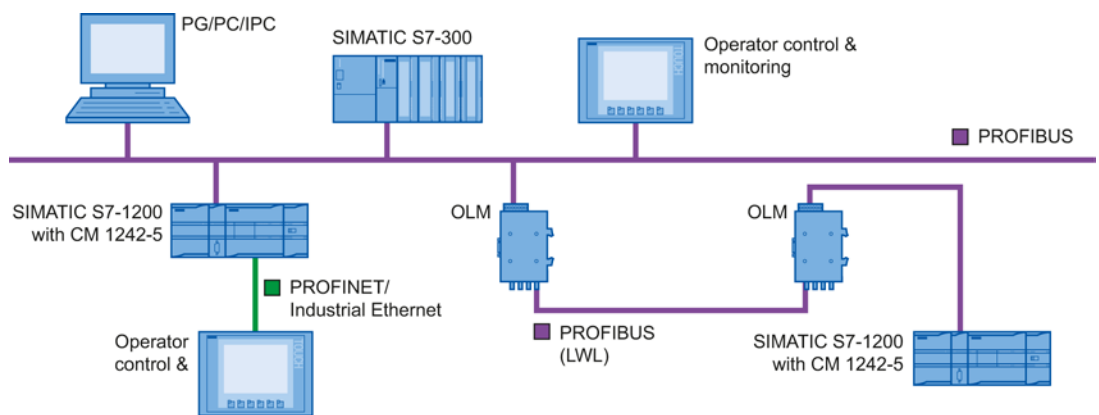 PG/PC/IPC
SIMATIC S7-300
Operator control &
monitoring
PROFIBUS
SIMATIC S7-1200
with CM 1242-5
OLM
OLM
PROFINET/
Industrial Ethernet
Operator
control &
PROFIBUS
(LWL)
SIMATIC S7-1200
with CM 1242-5